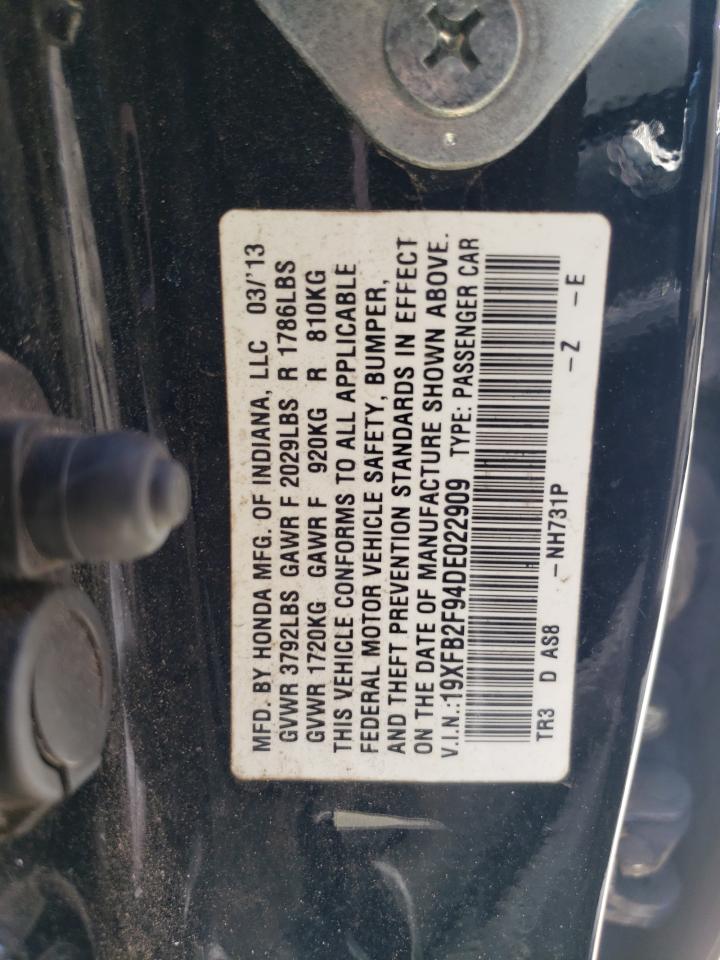 MFD. BY HONDA MFG. OF INDIANA, LLC 03/'13
GVWR 3792LBS GAWR F 2029LBS R 1786LBS
GVWR 1720KG GAWR F 920KG R 810KG
THIS VEHICLE CONFORMS TO ALL APPLICABLE
FEDERAL MOTOR VEHICLE SAFETY, BUMPER,
AND THEFT PREVENTION STANDARDS IN EFFECT
ON THE DATE OF MANUFACTURE SHOWN ABOVE.
V.I.N.:19XFB2F94DE022909 TYPE: PASSENGER CAR
TR3 D AS8 -NH731P -Z -E